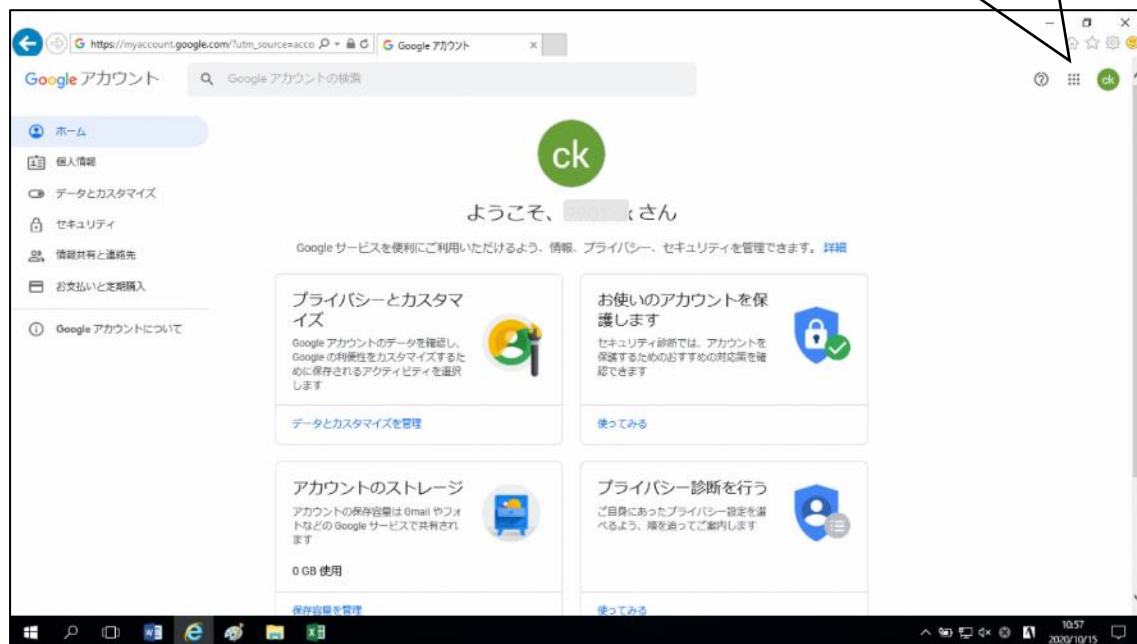 https://myaccount.google.com/?utm_source=acco
Google アカウント
Google アカウント
Google アカウントの検索
ck
ホーム
個人情報
データとカスタマイズ
セキュリティ
情報共有と連絡先
お支払いと定期購入
Google アカウントについて
ck
ようこそ、 さん
Google サービスを便利にご利用いただけるよう、情報、プライバシー、セキュリティを管理できます。詳細
プライバシーとカスタマ
イズ
Google アカウントのデータを確認し、
Google の利便性をカスタマイズするた
めに保存されるアクティビティを選択
します
データとカスタマイズを管理
お使いのアカウントを保
護します
セキュリティ診断では、アカウントを
保護するためのおすすめの対応策を確
認できます
使ってみる
アカウントのストレージ
アカウントの保存容量は Gmail やフォ
トなどの Google サービスで共有され
ます
0 GB 使用
保存容量を管理
プライバシー診断を行う
ご自身にあったプライバシー設定を選
べるよう、順を追ってご案内します
使ってみる
10:57
2020/10/15